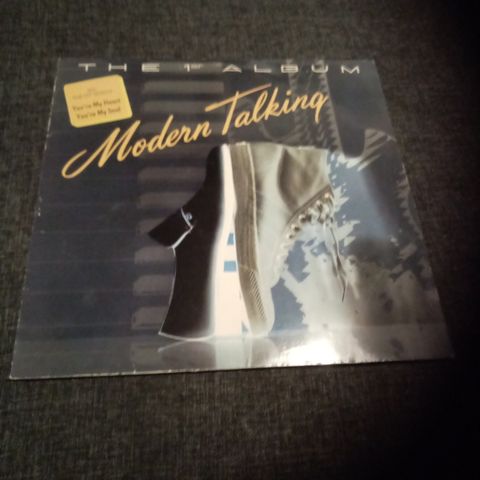 THE 1ST ALBUM
You're My Heart
You're My Soul
Modern Talking